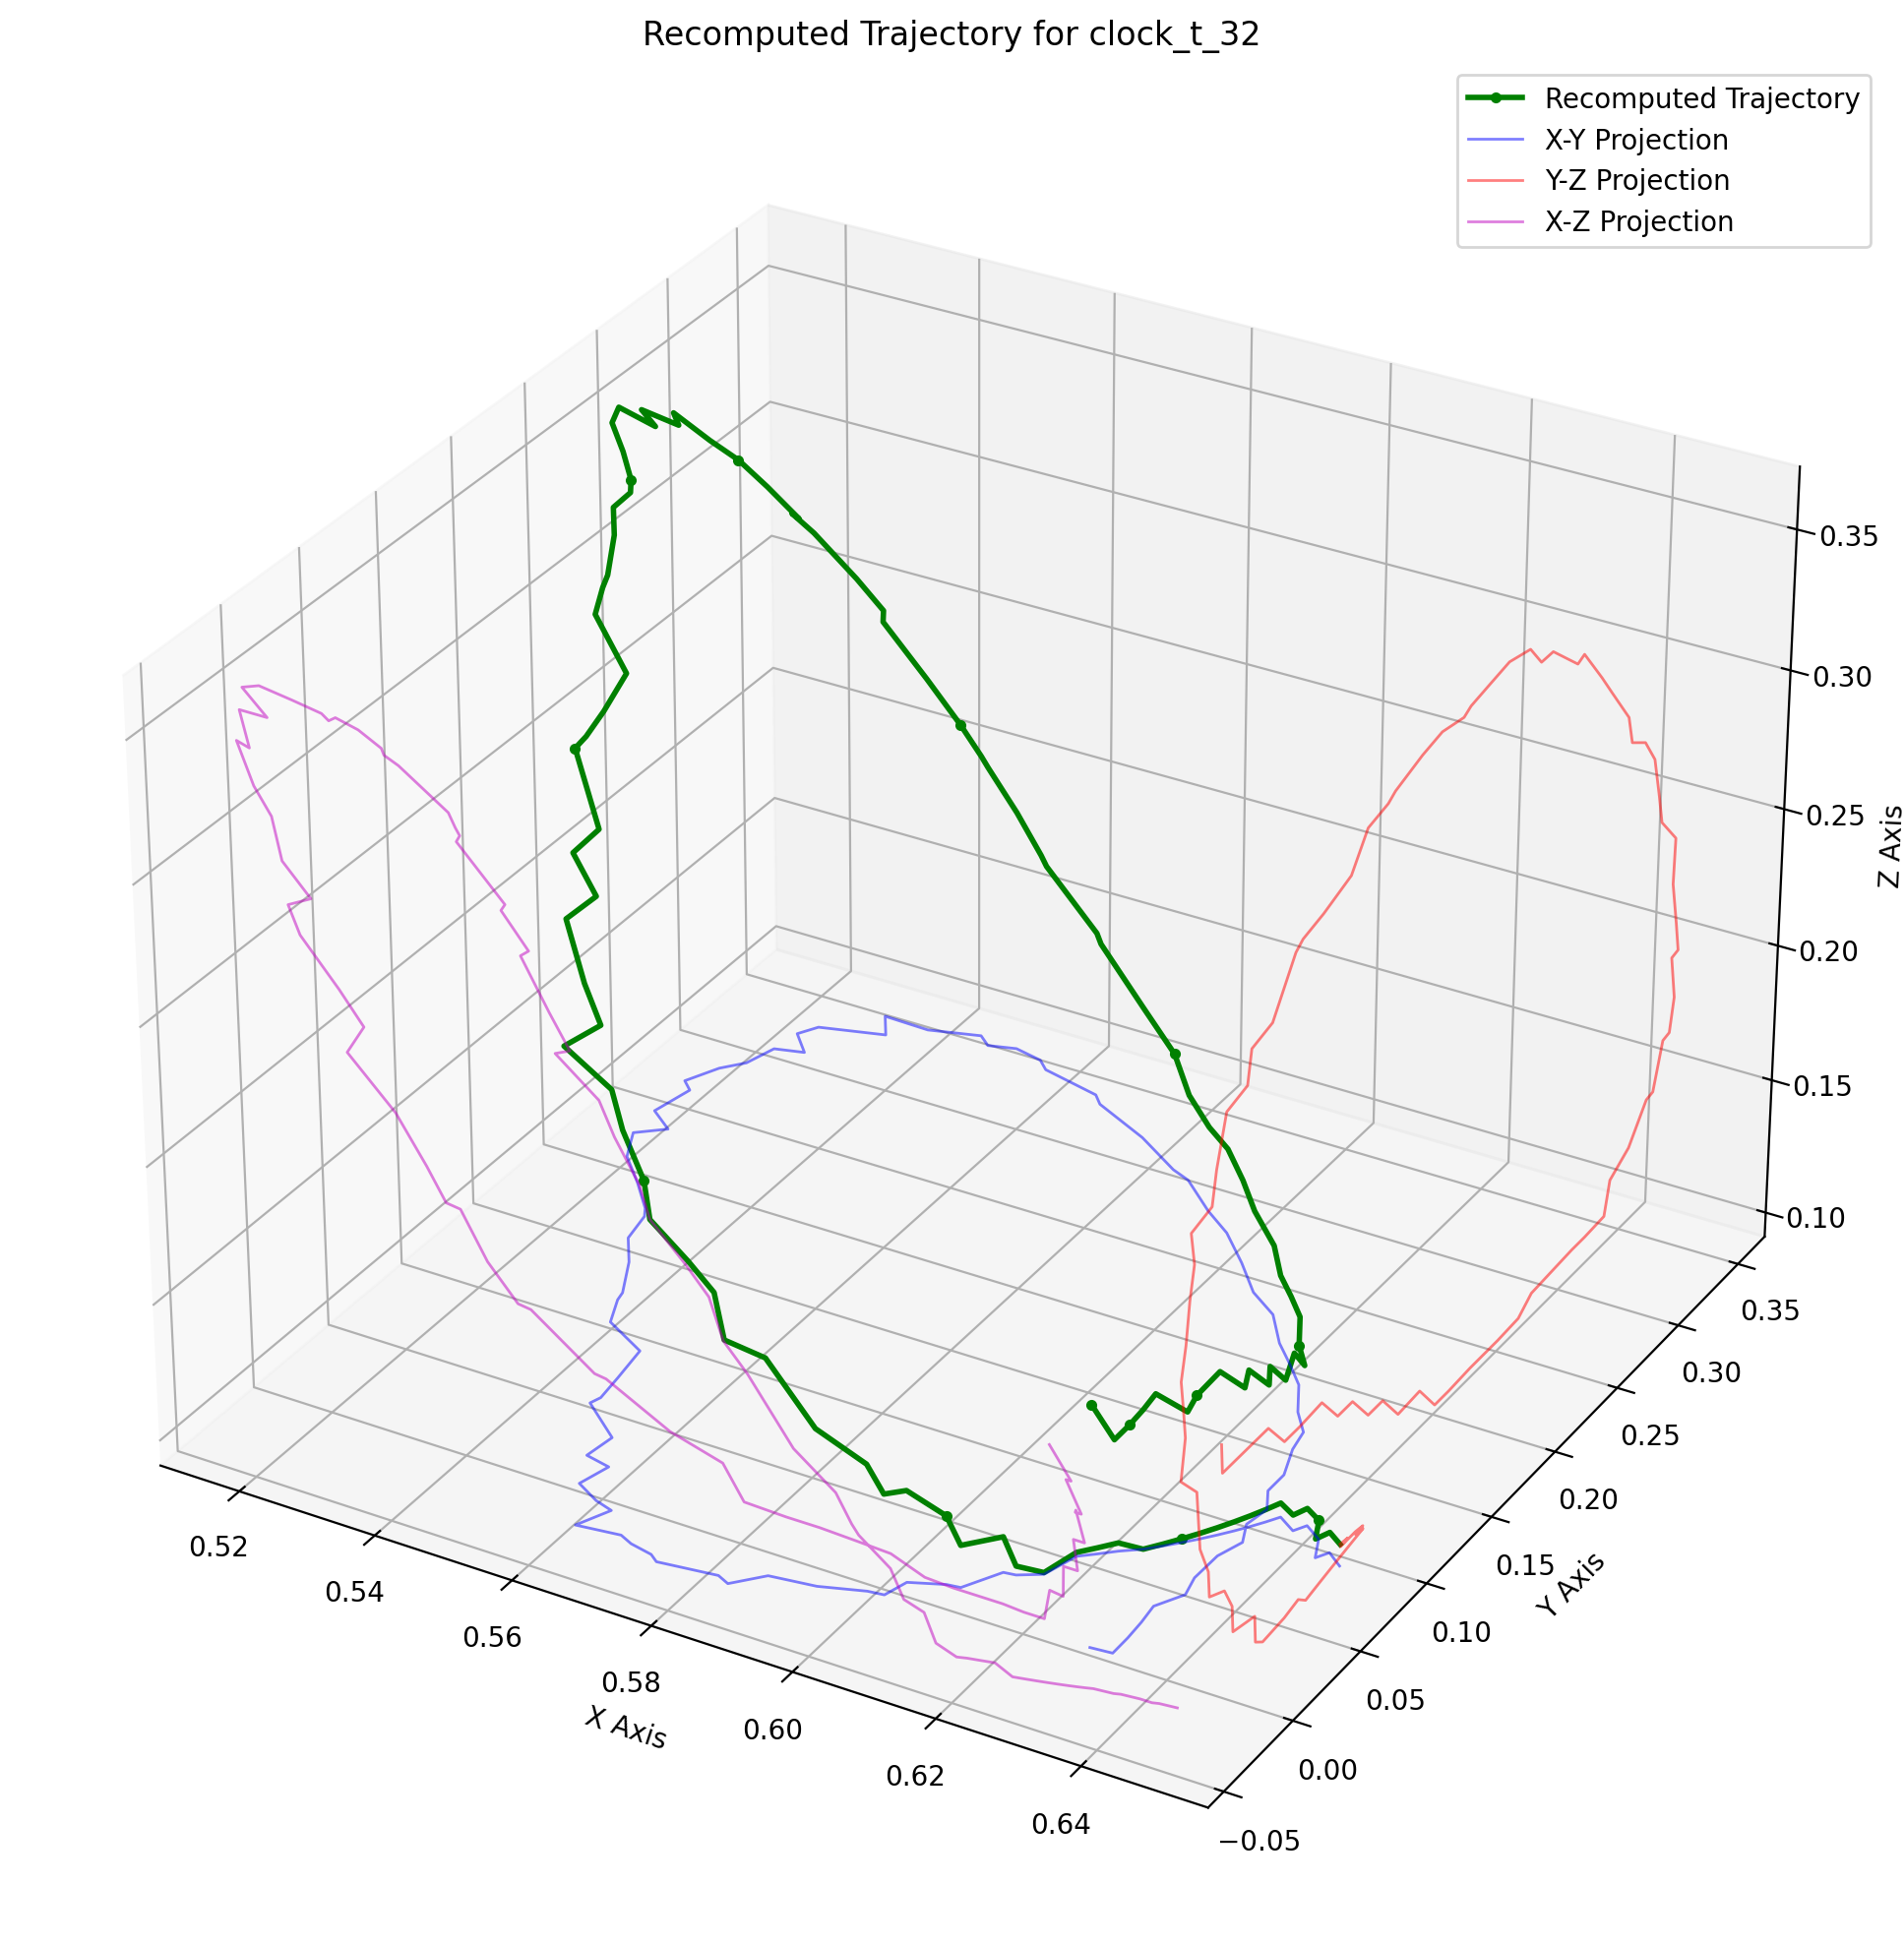 Recomputed Trajectory for clock_t_32
Recomputed Trajectory
X-Y Projection
Y-Z Projection
X-Z Projection
0.35
0.30
0.25
0.20
0.15
0.10
Z Axis
0.35
0.30
0.25
0.20
0.15
0.10
0.05
0.00
−0.05
Y Axis
0.52
0.54
0.56
0.58
0.60
0.62
0.64
X Axis